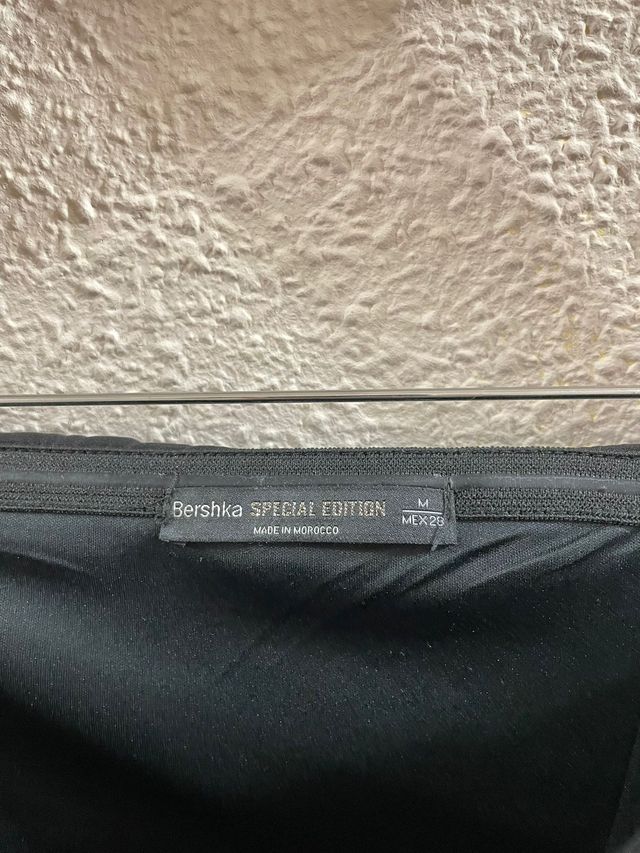 Bershka SPECIAL EDITION
MADE IN MOROCCO
M
MEX 28